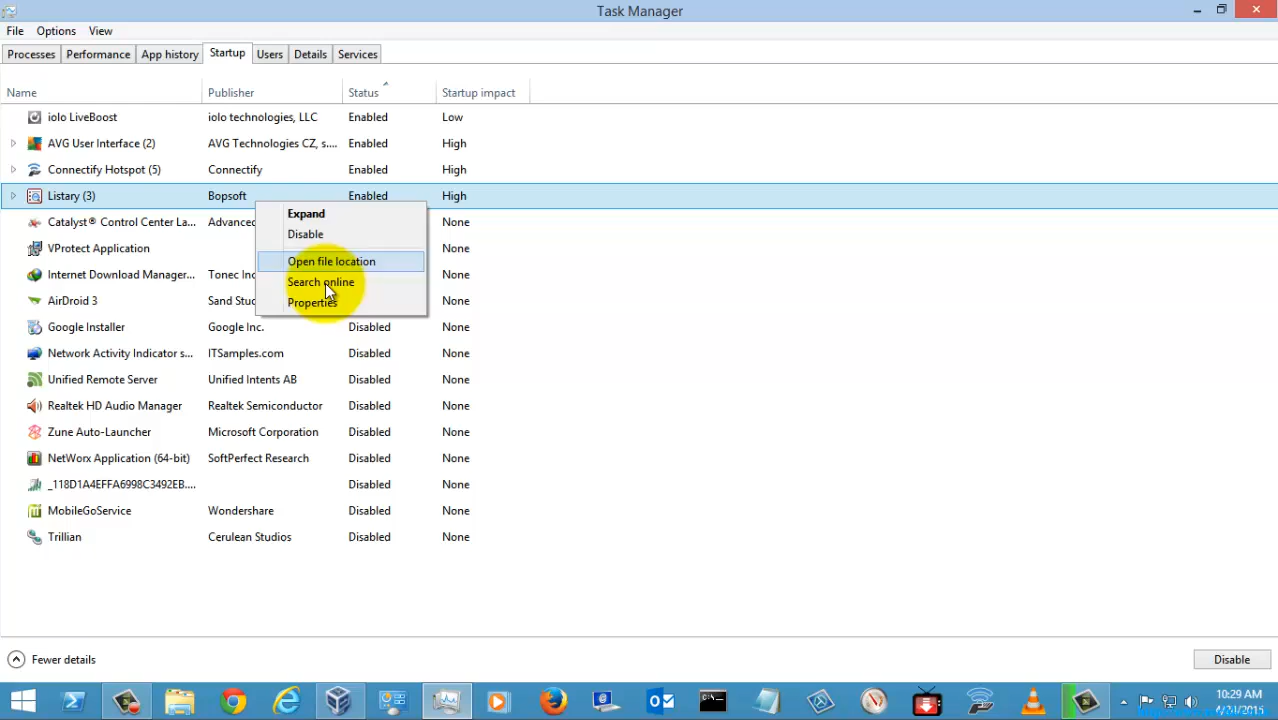 Task Manager
File Options View
Processes Performance App history Startup Users Details Services
Name Publisher Status Startup impact
iolo LiveBoost iolo technologies, LLC Enabled Low
AVG User Interface (2) AVG Technologies CZ, s.... Enabled High
Connectify Hotspot (5) Connectify Enabled High
Listary (3) Bopsoft Enabled High
Expand
Disable
Open file location
Search online
Properties
Catalyst® Control Center La... Advanced None
VProtect Application None
Internet Download Manager... Tonec None
AirDroid 3 Sand None
Google Installer Google Inc. Disabled None
Network Activity Indicator s... ITSamples.com Disabled None
Unified Remote Server Unified Intents AB Disabled None
Realtek HD Audio Manager Realtek Semiconductor Disabled None
Zune Auto-Launcher Microsoft Corporation Disabled None
NetWorx Application (64-bit) SoftPerfect Research Disabled None
_118D1A4EFFA6998C3492EB.... Disabled None
MobileGoService Wondershare Disabled None
Trillian Cerulean Studios Disabled None
Fewer details Disable
10:29 AM